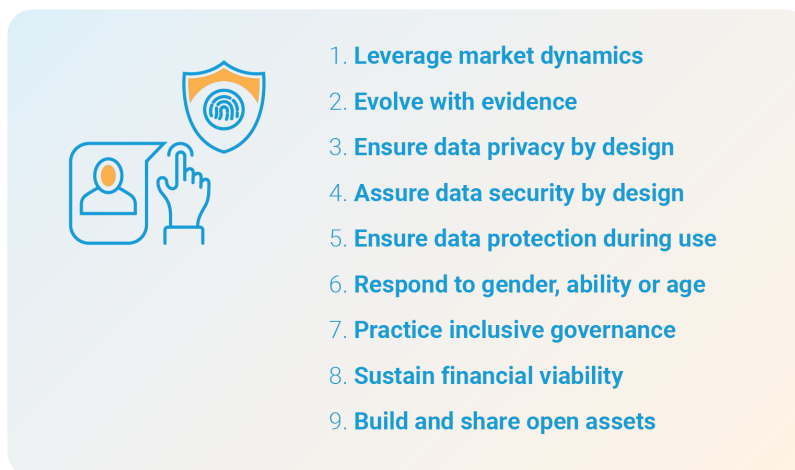 1. Leverage market dynamics
2. Evolve with evidence
3. Ensure data privacy by design
4. Assure data security by design
5. Ensure data protection during use
6. Respond to gender, ability or age
7. Practice inclusive governance
8. Sustain financial viability
9. Build and share open assets